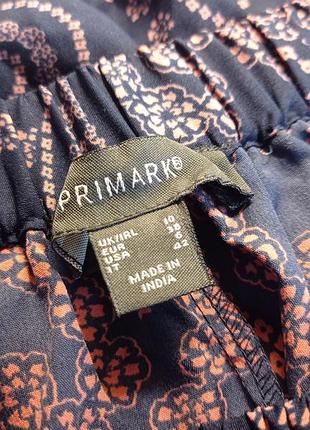 PRIMARK®
UK/IRL 10
EUR 38
USA 6
IT 42
MADE IN
INDIA